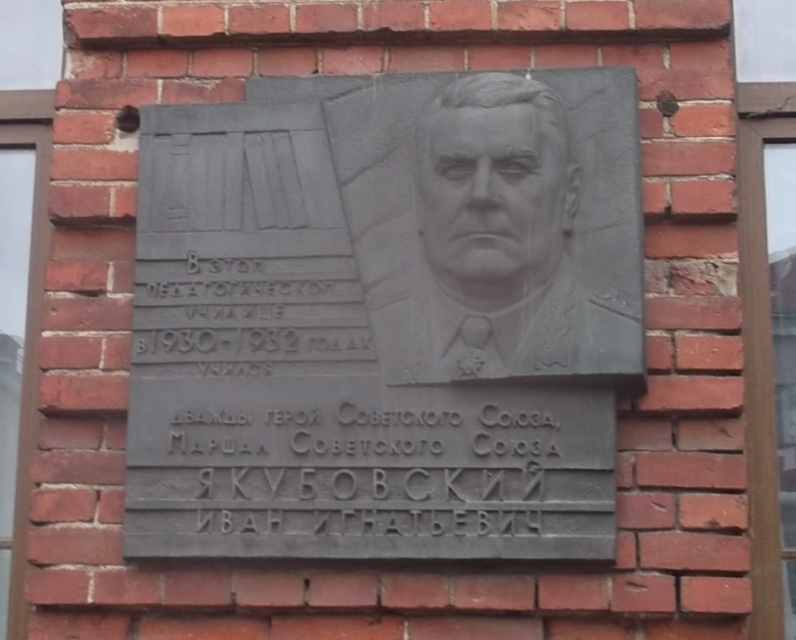 В этом
педагогическом
училище
в 1930-1932 годах
учился
дважды герой Советского Союза,
Маршал Советского Союза
ЯКУБОВСКИЙ
ИВАН ИГНАТЬЕВИЧ